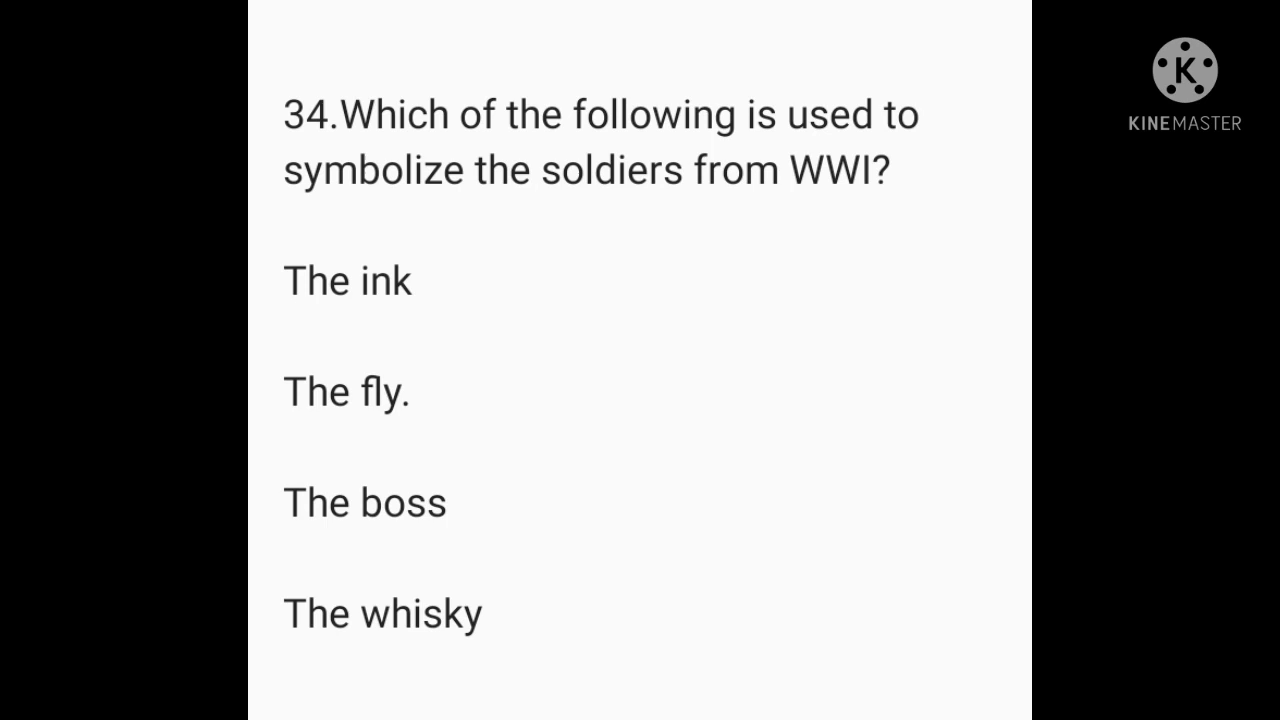 34.Which of the following is used to
symbolize the soldiers from WWI?
The ink
The fly.
The boss
The whisky
K
KINEMASTER